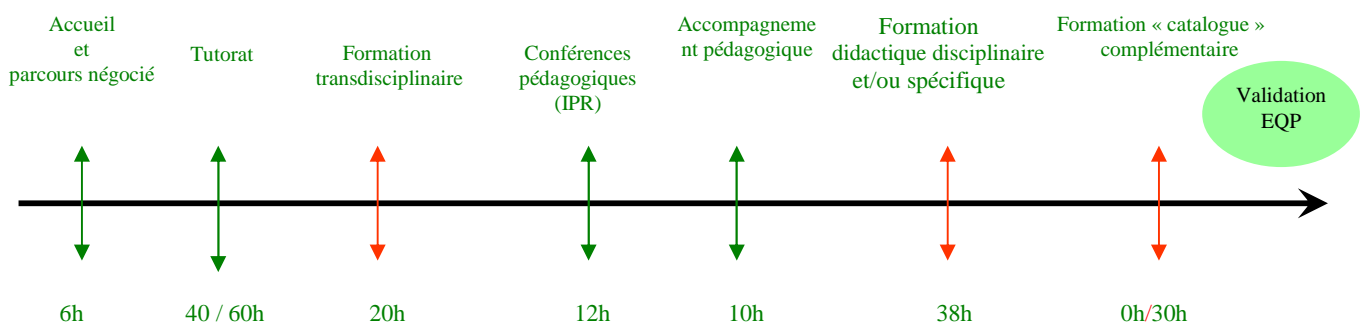 Accueil
et
parcours négocié
Tutorat
Formation
transdisciplinaire
Conférences
pédagogiques
(IPR)
Accompagneme
nt pédagogique
Formation
didactique disciplinaire
et/ou spécifique
Formation « catalogue »
complémentaire
Validation
EQP
6h
40 / 60h
20h
12h
10h
38h
0h/30h